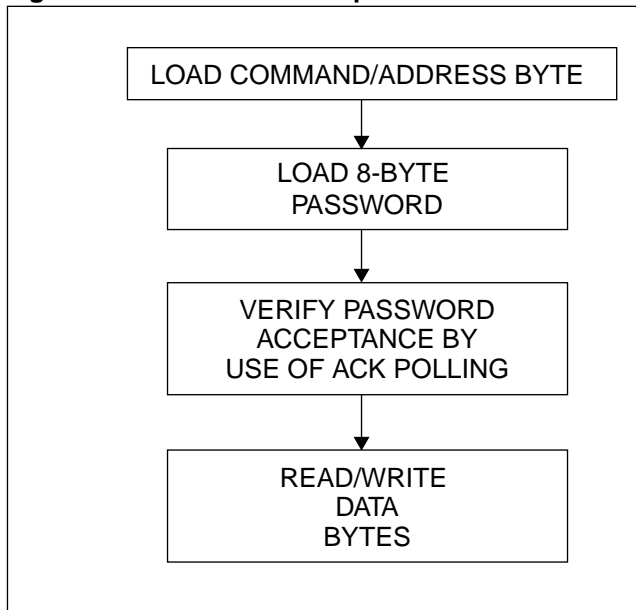 LOAD COMMAND/ADDRESS BYTE
LOAD 8-BYTE
PASSWORD
VERIFY PASSWORD
ACCEPTANCE BY
USE OF ACK POLLING
READ/WRITE
DATA
BYTES